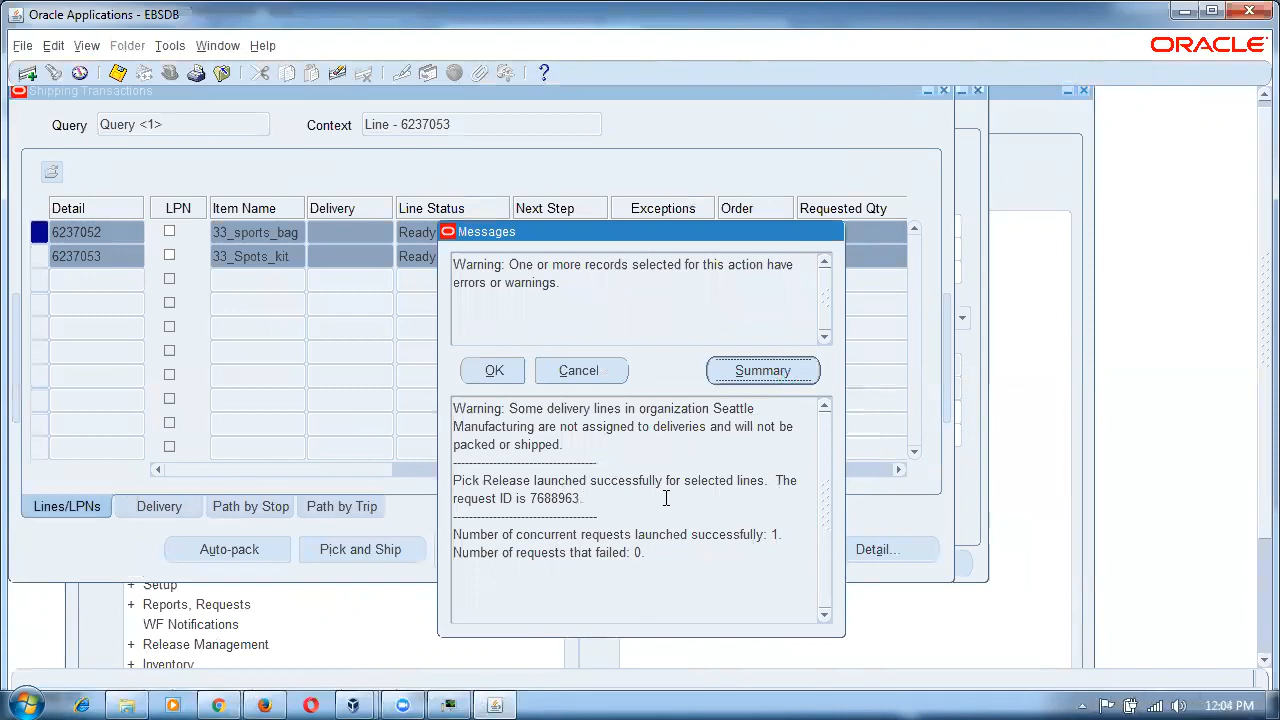 Oracle Applications - EBSDB
File Edit View Folder Tools Window Help
ORACLE
Shipping Transactions
Query Query <1> Context Line - 6237053
Detail LPN Item Name Delivery Line Status Next Step Exceptions Order Requested Qty
6237052 33_sports_bag Ready
6237053 33_Spots_kit Ready
Messages
Warning: One or more records selected for this action have
errors or warnings.
OK Cancel Summary
Warning: Some delivery lines in organization Seattle
Manufacturing are not assigned to deliveries and will not be
packed or shipped.
------------------------------------
Pick Release launched successfully for selected lines. The
request ID is 7688963.
------------------------------------
Number of concurrent requests launched successfully: 1.
Number of requests that failed: 0.
Lines/LPNs Delivery Path by Stop Path by Trip
Auto-pack Pick and Ship Detail...
+ Setup
+ Reports, Requests
WF Notifications
+ Release Management
+ Inventory
12:04 PM